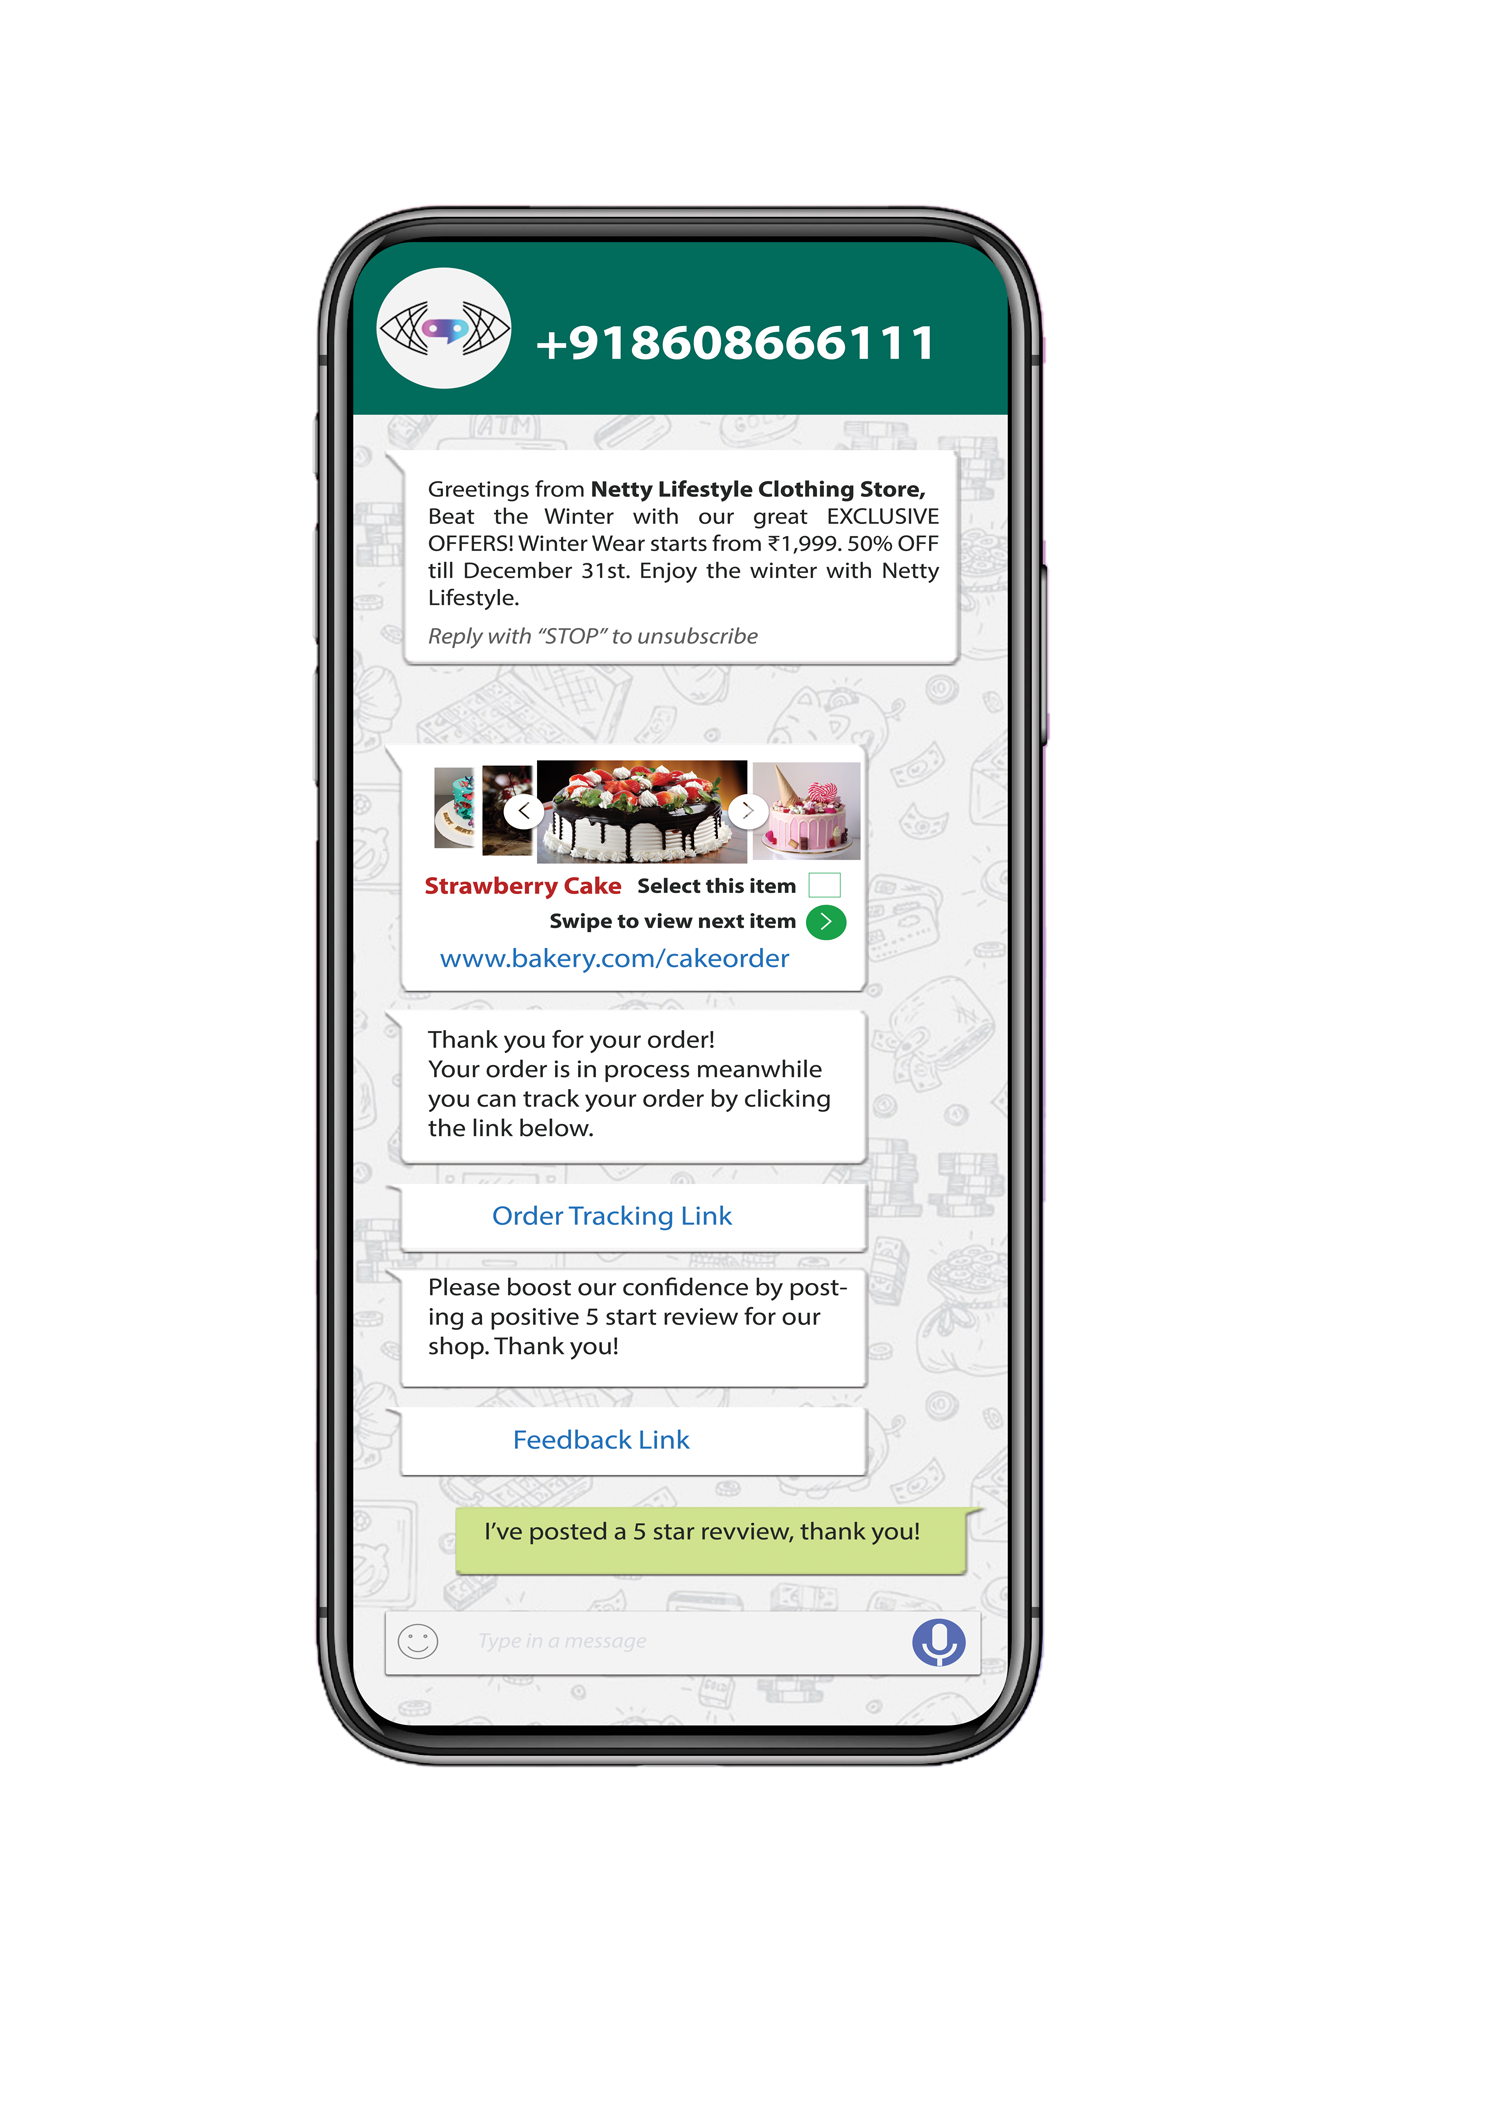 +918608666111
ATM
GOLD
Greetings from Netty Lifestyle Clothing Store,
Beat the Winter with our great EXCLUSIVE
OFFERS! Winter Wear starts from ₹1,999. 50% OFF
till December 31st. Enjoy the winter with Netty
Lifestyle.
Reply with “STOP” to unsubscribe
Strawberry Cake Select this item
Swipe to view next item
www.bakery.com/cakeorder
Thank you for your order!
Your order is in process meanwhile
you can track your order by clicking
the link below.
Order Tracking Link
Please boost our confidence by post-
ing a positive 5 start review for our
shop. Thank you!
Feedback Link
I’ve posted a 5 star revview, thank you!
Type in a message